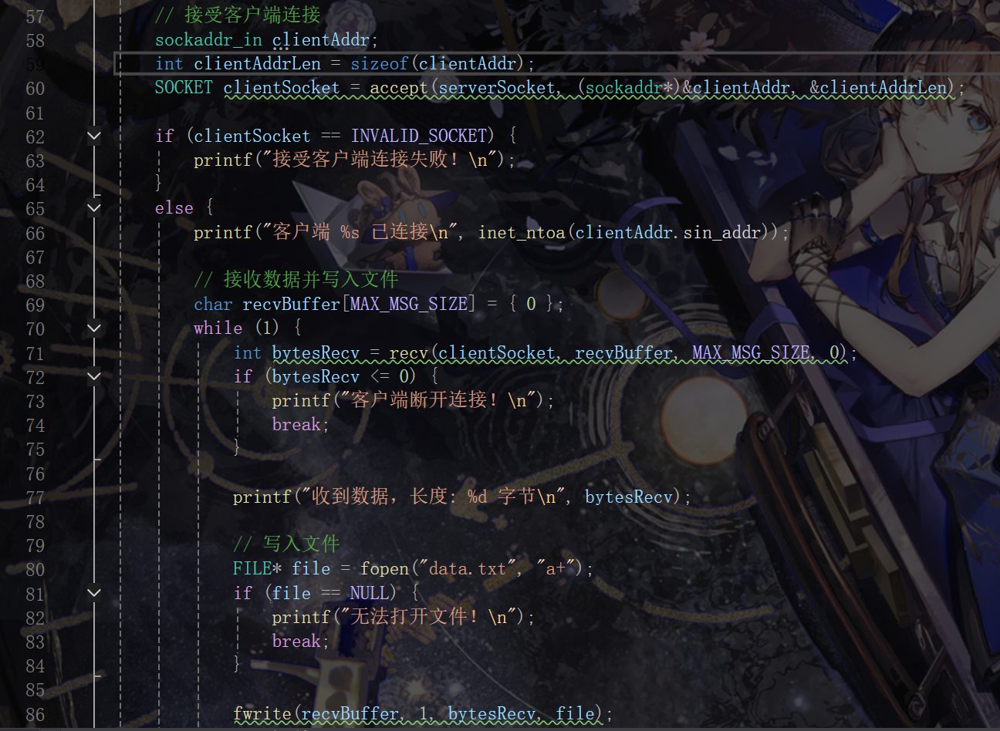 57 // 接受客户端连接
58 sockaddr_in clientAddr;
59 int clientAddrLen = sizeof(clientAddr);
60 SOCKET clientSocket = accept(serverSocket, (sockaddr*)&clientAddr, &clientAddrLen);
61
62 if (clientSocket == INVALID_SOCKET) {
63 printf("接受客户端连接失败！\n");
64 }
65 else {
66 printf("客户端 %s 已连接\n", inet_ntoa(clientAddr.sin_addr));
67
68 // 接收数据并写入文件
69 char recvBuffer[MAX_MSG_SIZE] = { 0 };
70 while (1) {
71 int bytesRecv = recv(clientSocket, recvBuffer, MAX_MSG_SIZE, 0);
72 if (bytesRecv <= 0) {
73 printf("客户端断开连接！\n");
74 break;
75 }
76
77 printf("收到数据，长度: %d 字节\n", bytesRecv);
78
79 // 写入文件
80 FILE* file = fopen("data.txt", "a+");
81 if (file == NULL) {
82 printf("无法打开文件！\n");
83 break;
84 }
85
86 fwrite(recvBuffer, 1, bytesRecv, file);